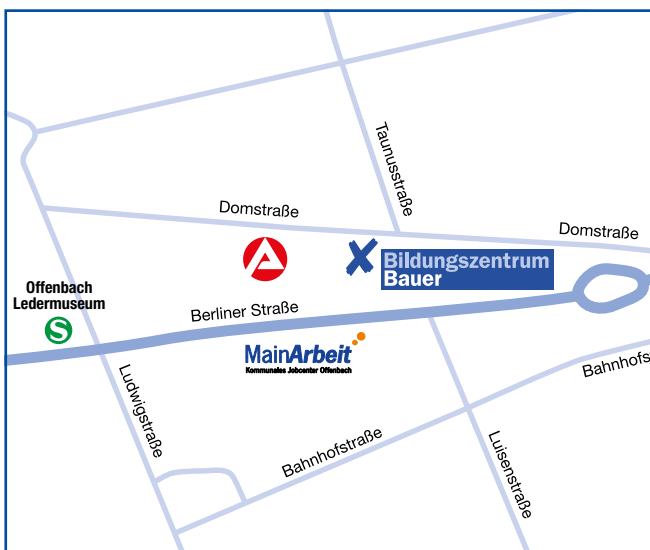 Taunusstraße
Domstraße
Domstraße
Bildungszentrum
Bauer
Offenbach
Ledermuseum
S
Berliner Straße
MainArbeit
Kommunales Jobcenter Offenbach
Ludwigstraße
Bahnhofstraße
Bahnhofs
Luisenstraße